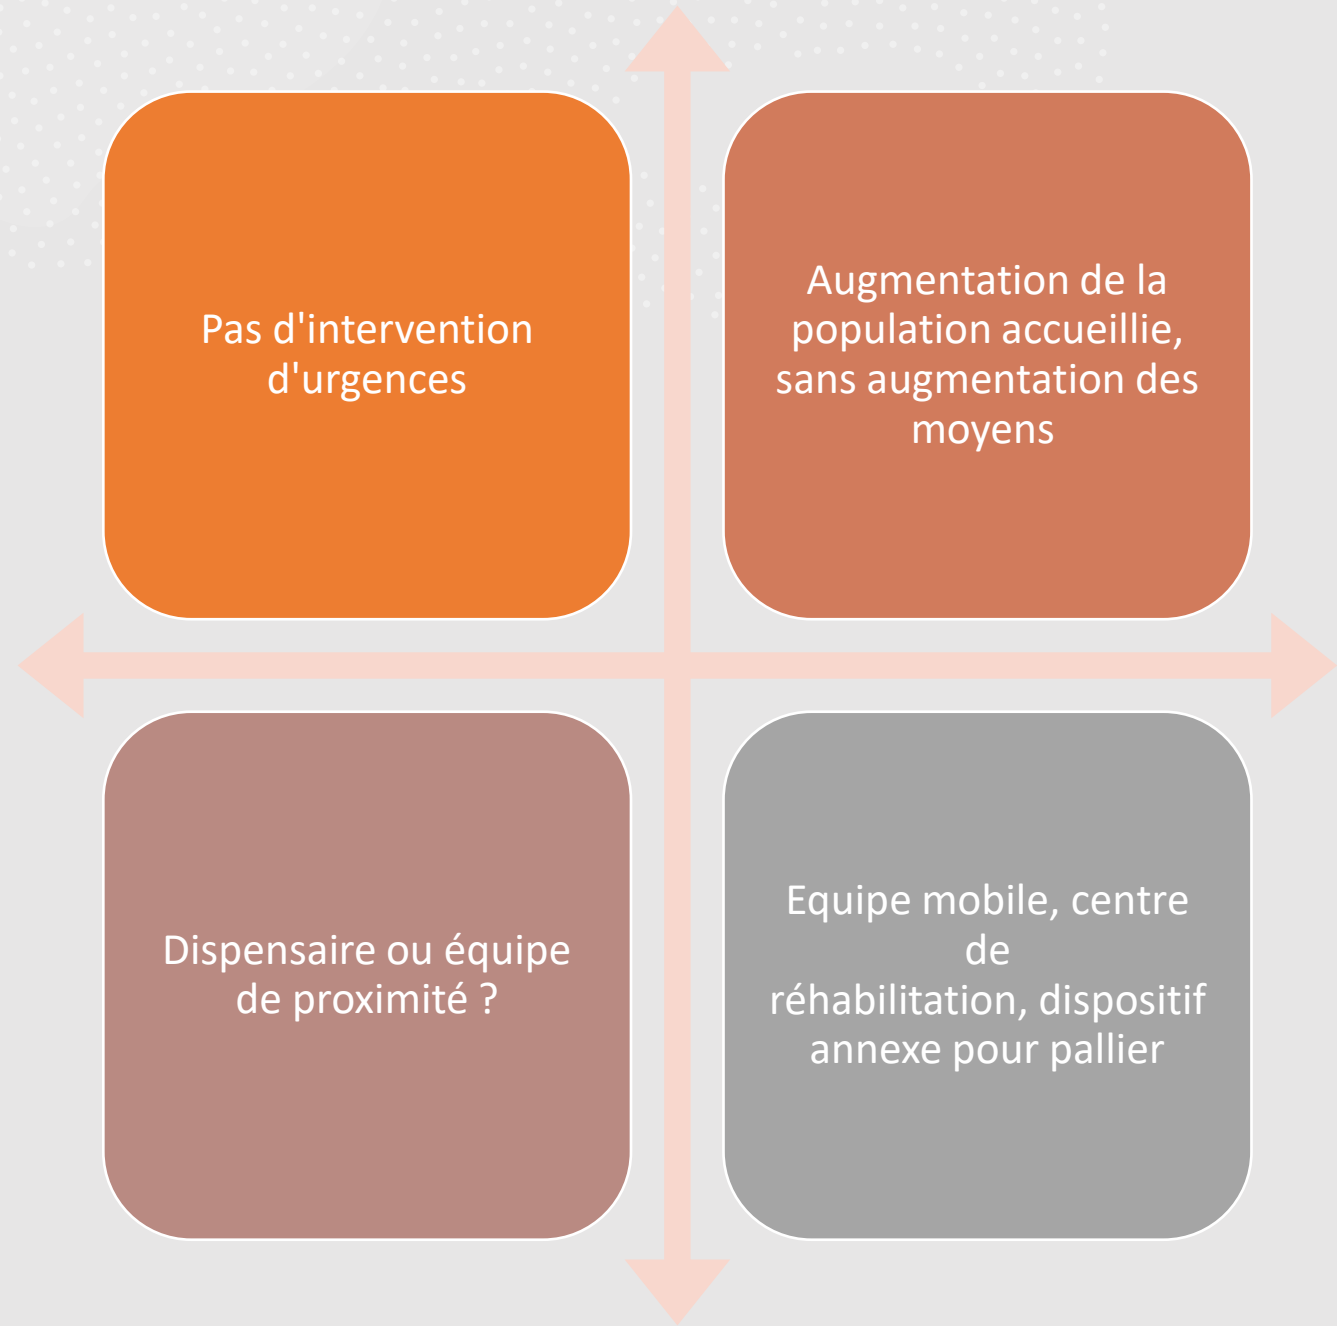 Pas d'intervention
d'urgences
Augmentation de la
population accueillie,
sans augmentation des
moyens
Dispensaire ou équipe
de proximité ?
Equipe mobile, centre
de
réhabilitation, dispositif
annexe pour pallier